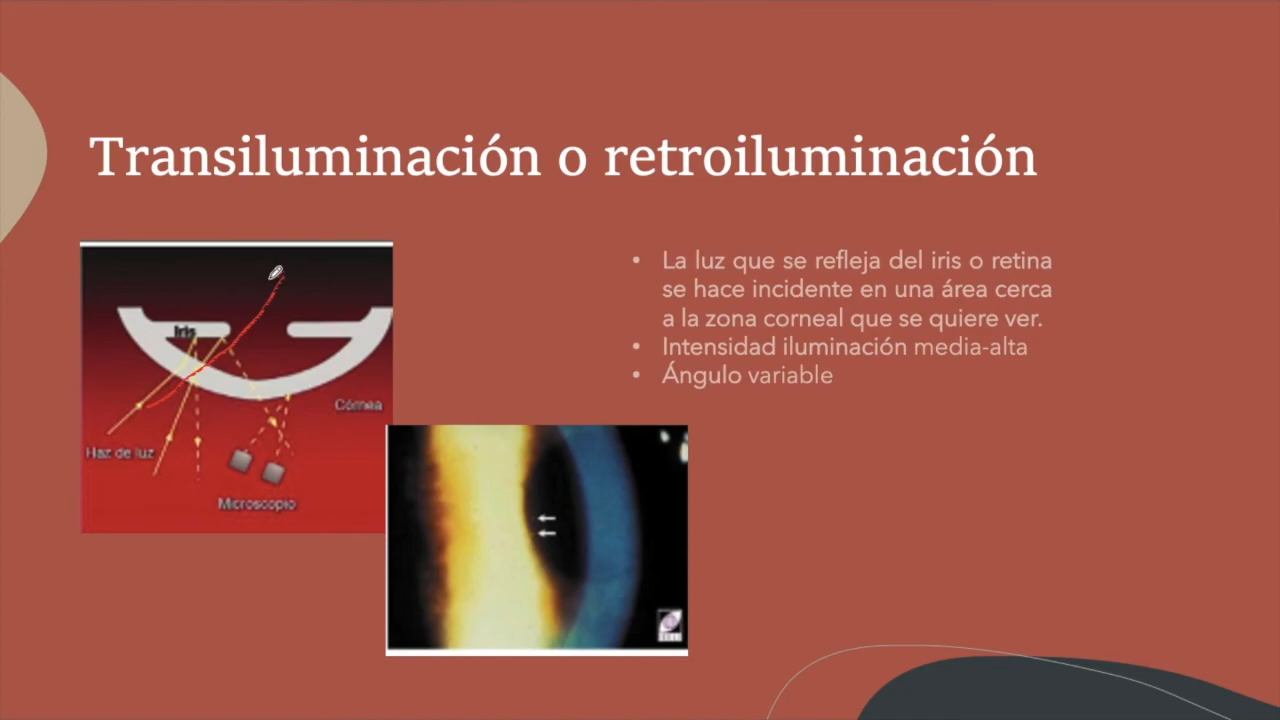 Transiluminación o retroiluminación
Iris
Córnea
Haz de luz
Microscopio
• La luz que se refleja del iris o retina
se hace incidente en una área cerca
a la zona corneal que se quiere ver.
• Intensidad iluminación media-alta
• Ángulo variable